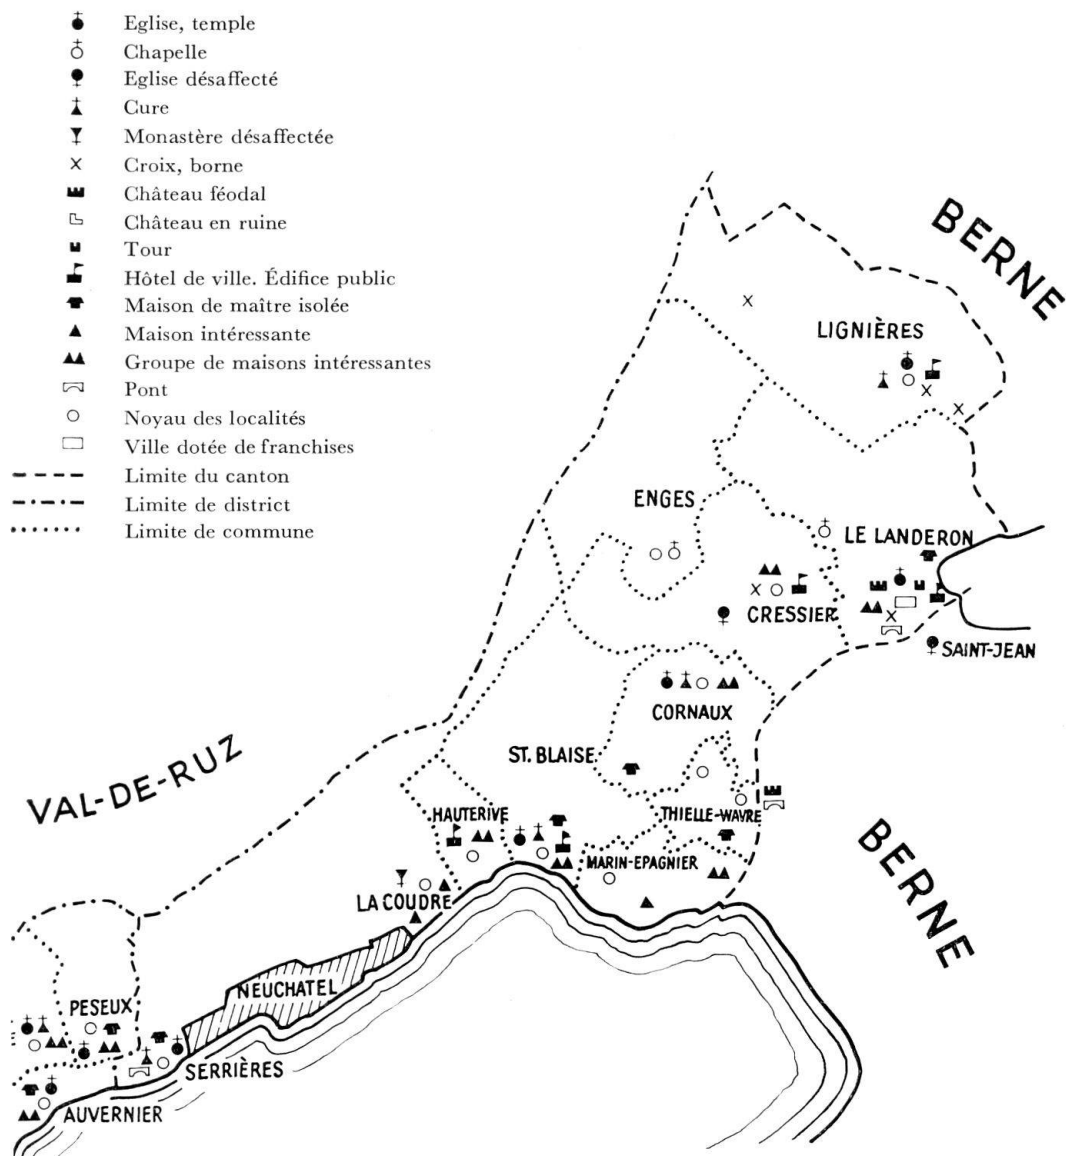 Eglise, temple
Chapelle
Eglise désaffecté
Cure
Monastère désaffectée
Croix, borne
Château féodal
Château en ruine
Tour
Hôtel de ville. Édifice public
Maison de maître isolée
Maison intéressante
Groupe de maisons intéressantes
Pont
Noyau des localités
Ville dotée de franchises
Limite du canton
Limite de district
Limite de commune
BERNE
LIGNIÈRES
ENGES
LE LANDERON
CRESSIER
SAINT-JEAN
CORNAUX
ST. BLAISE
VAL-DE-RUZ
HAUTERIVE
THIELLE-WAVRE
BERNE
MARIN-EPAGNIER
LA COUDRE
NEUCHATEL
PESEUX
SERRIÈRES
AUVERNIER